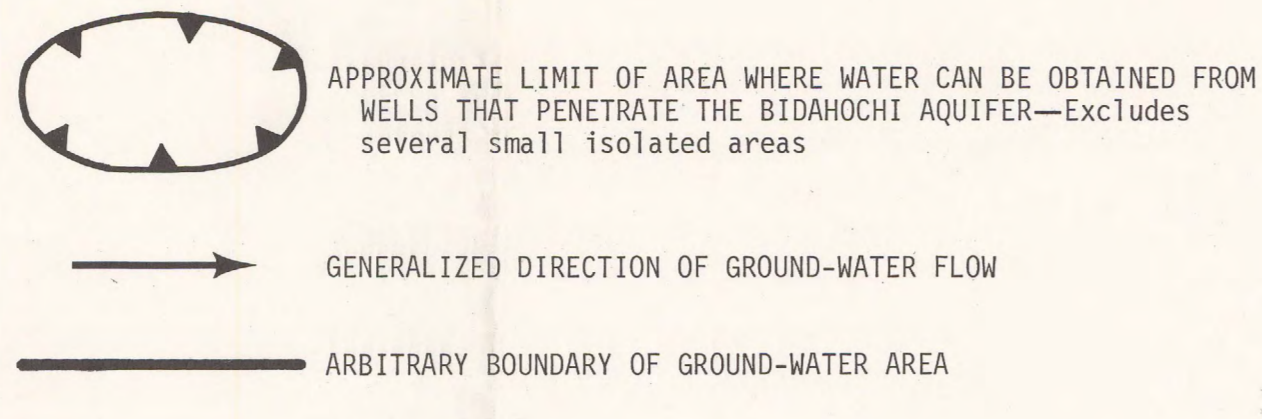 APPROXIMATE LIMIT OF AREA WHERE WATER CAN BE OBTAINED FROM
WELLS THAT PENETRATE THE BIDAHOCHI AQUIFER—Excludes
several small isolated areas
GENERALIZED DIRECTION OF GROUND-WATER FLOW
ARBITRARY BOUNDARY OF GROUND-WATER AREA